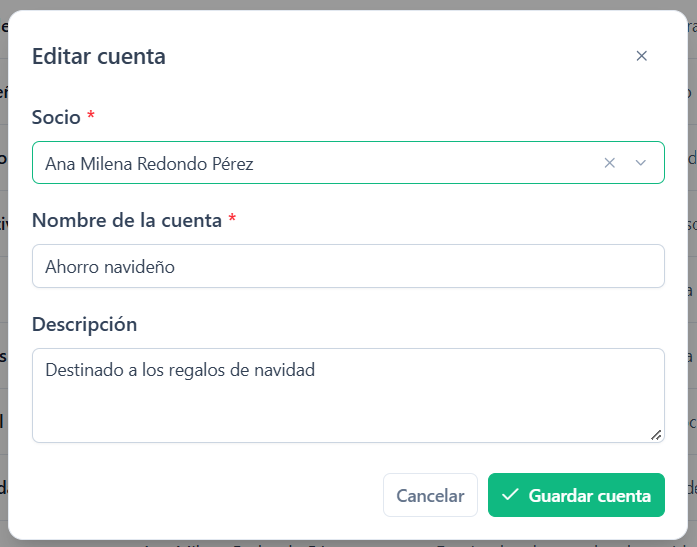 Editar cuenta
Socio *
Ana Milena Redondo Pérez
Nombre de la cuenta *
Ahorro navideño
Descripción
Destinado a los regalos de navidad
Cancelar
Guardar cuenta